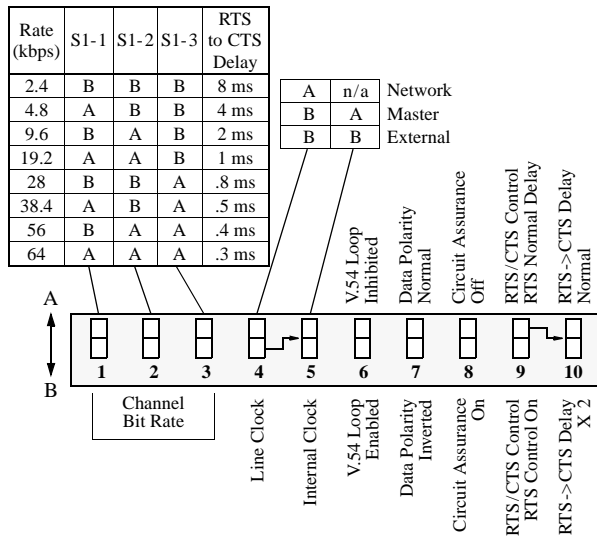 Rate (kbps) S1-1 S1-2 S1-3 RTS to CTS Delay
2.4 B B B 8 ms
4.8 A B B 4 ms
9.6 B A B 2 ms
19.2 A A B 1 ms
28 B B A .8 ms
38.4 A B A .5 ms
56 B A A .4 ms
64 A A A .3 ms
A n/a Network
B A Master
B B External
V.54 Loop
Inhibited
Data Polarity
Normal
Circuit Assurance
Off
RTS/CTS Control
RTS Normal Delay
RTS->CTS Delay
Normal
A
B
1 2 3 4 5 6 7 8 9 10
Channel
Bit Rate
Line Clock
Internal Clock
V.54 Loop
Enabled
Data Polarity
Inverted
Circuit Assurance
On
RTS/CTS Control
RTS Control On
RTS->CTS Delay
X 2